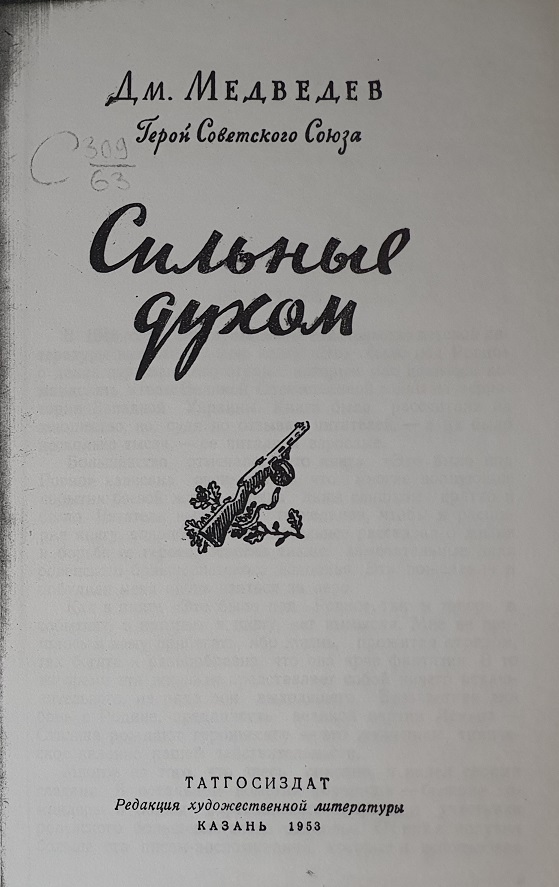 Дм. Медведев
Герой Советского Союза
С 309
63
Сильные
духом
ТАТГОСИЗДАТ
Редакция художественной литературы
КАЗАНЬ 1953